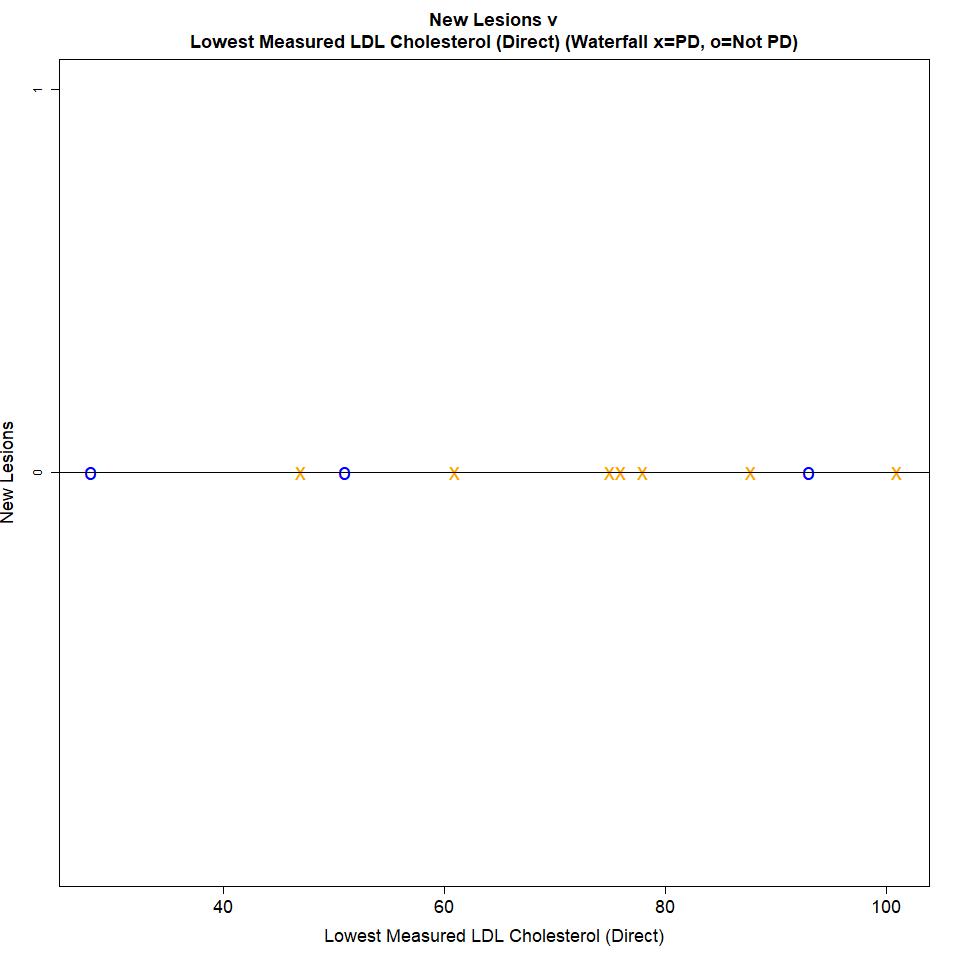 New Lesions v
Lowest Measured LDL Cholesterol (Direct) (Waterfall x=PD, o=Not PD)
1
New Lesions
0
o x o x x x x x o x
40 60 80 100
Lowest Measured LDL Cholesterol (Direct)